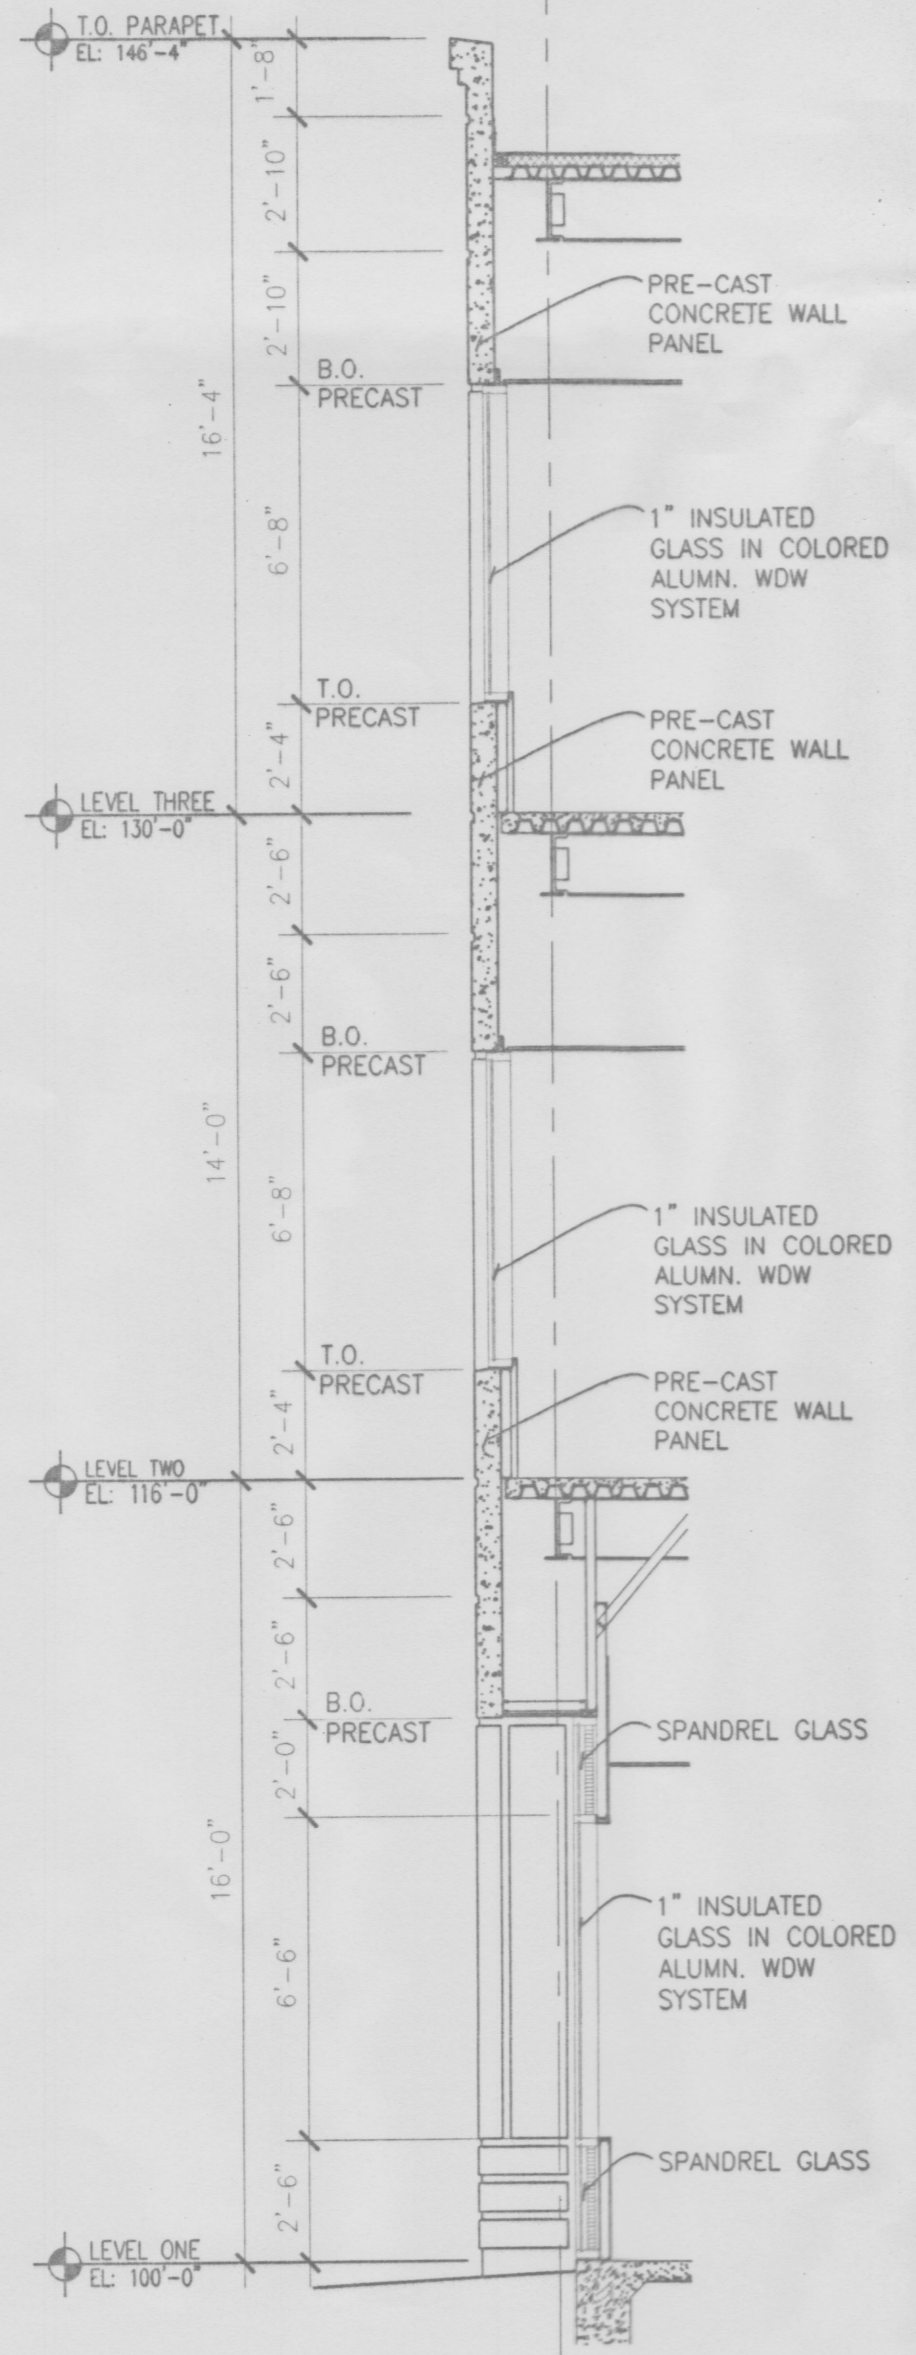 T.O. PARAPET
EL: 146'-4"
1'-8"
2'-10"
2'-10"
PRE-CAST
CONCRETE WALL
PANEL
B.O.
PRECAST
16'-4"
6'-8"
1" INSULATED
GLASS IN COLORED
ALUMN. WDW
SYSTEM
T.O.
PRECAST
2'-4"
PRE-CAST
CONCRETE WALL
PANEL
LEVEL THREE
EL: 130'-0"
2'-6"
2'-6"
B.O.
PRECAST
14'-0"
6'-8"
1" INSULATED
GLASS IN COLORED
ALUMN. WDW
SYSTEM
T.O.
PRECAST
2'-4"
PRE-CAST
CONCRETE WALL
PANEL
LEVEL TWO
EL: 116'-0"
2'-6"
2'-6"
B.O.
PRECAST
SPANDREL GLASS
2'-0"
16'-0"
1" INSULATED
GLASS IN COLORED
ALUMN. WDW
SYSTEM
6'-6"
SPANDREL GLASS
2'-6"
LEVEL ONE
EL: 100'-0"